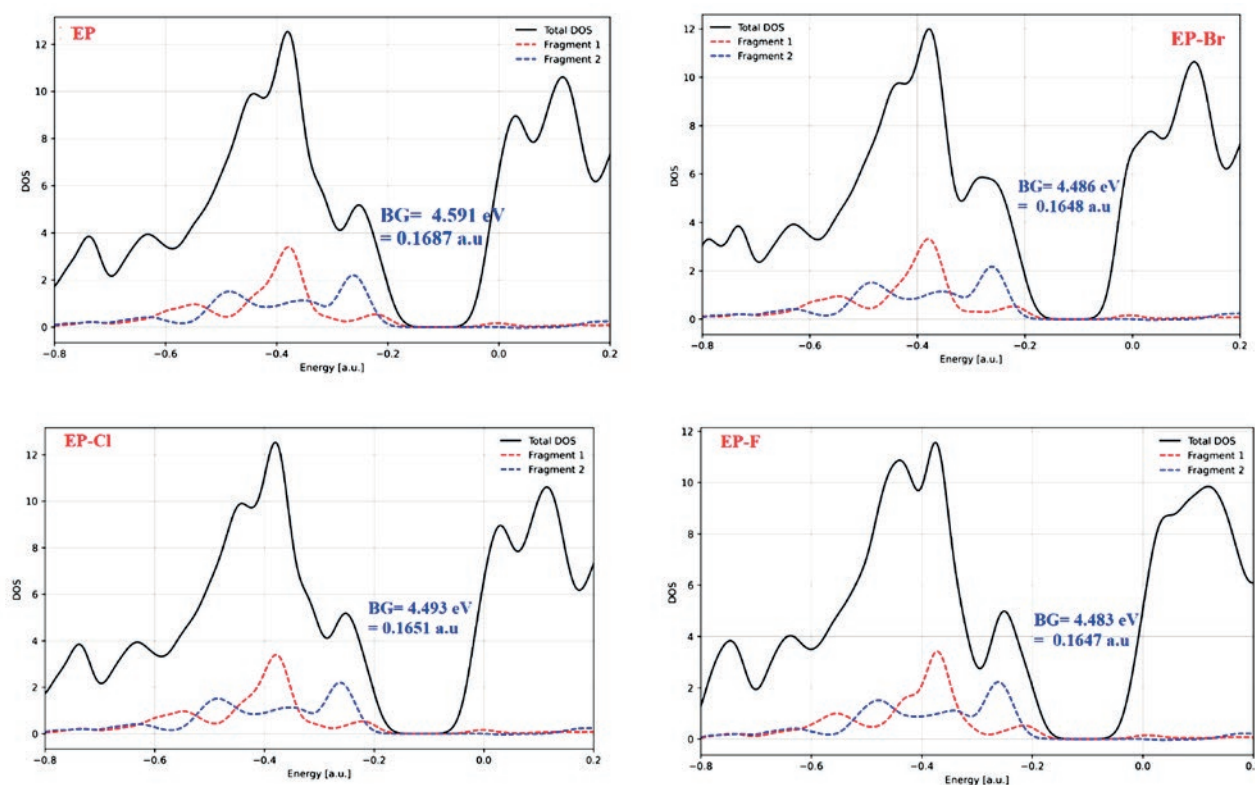 EP
Total DOS
Fragment 1
Fragment 2
12
10
8
6
4
2
0
DOS
BG= 4.591 eV
= 0.1687 a.u
−0.8 −0.6 −0.4 −0.2 0.0 0.2
Energy [a.u.]
Total DOS
Fragment 1
Fragment 2
EP-Br
12
10
8
6
4
2
0
DOS
BG= 4.486 eV
= 0.1648 a.u
−0.8 −0.6 −0.4 −0.2 0.0 0.2
Energy [a.u.]
EP-Cl
Total DOS
Fragment 1
Fragment 2
12
10
8
6
4
2
0
DOS
BG= 4.493 eV
= 0.1651 a.u
−0.8 −0.6 −0.4 −0.2 0.0 0.2
Energy [a.u.]
EP-F
Total DOS
Fragment 1
Fragment 2
12
10
8
6
4
2
0
DOS
BG= 4.483 eV
= 0.1647 a.u
−0.8 −0.6 −0.4 −0.2 0.0 0.2
Energy [a.u.]